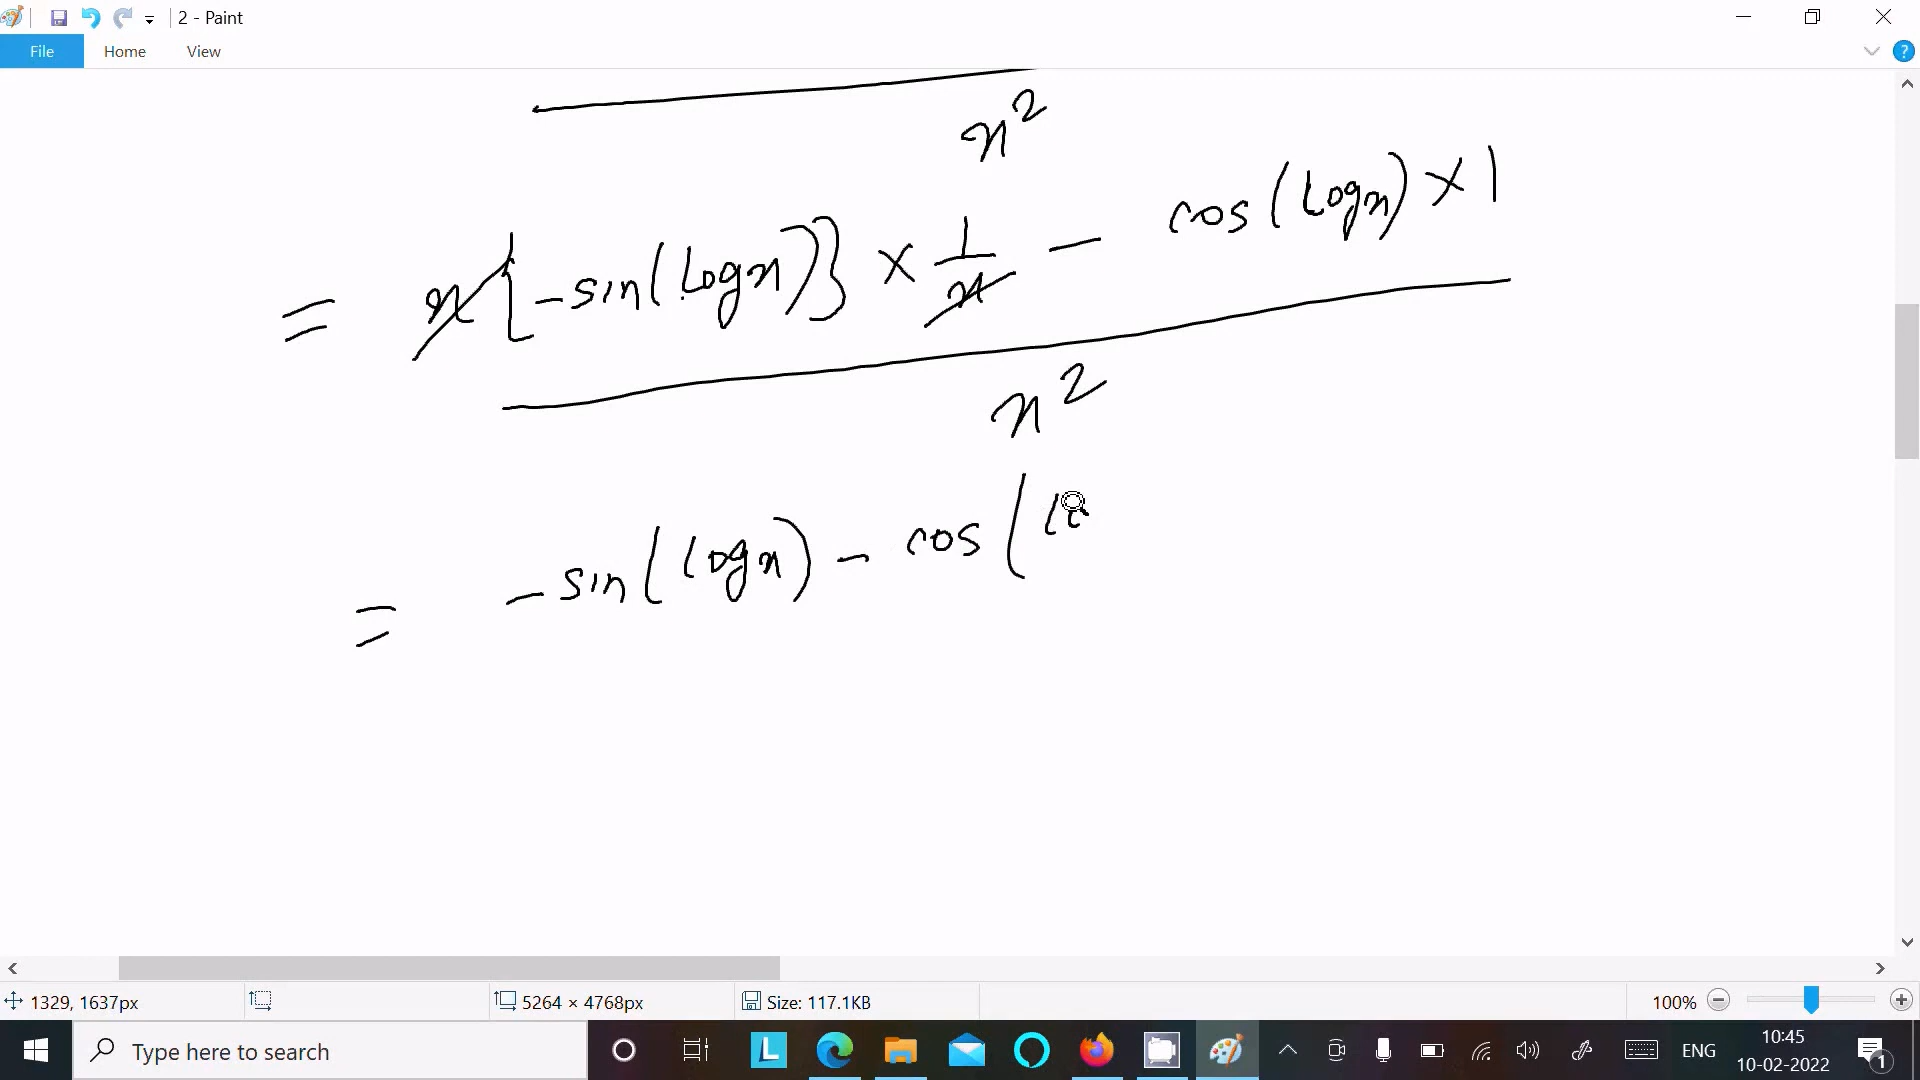 2 - Paint
File Home View
x²
= x{-sin(logx)} × 1/x - cos(logx) × 1
x²
= -sin(logx) - cos(
1329, 1637px 5264 × 4768px Size: 117.1KB 100%
Type here to search L ENG 10:45
10-02-2022 1